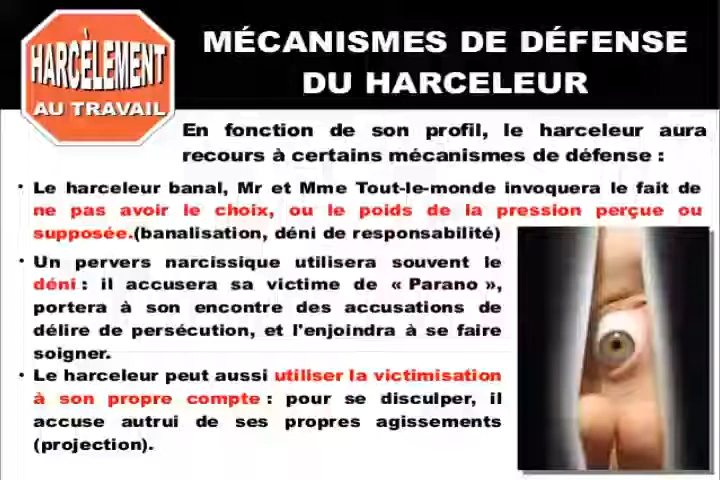 HARCÈLEMENT
AU TRAVAIL
MÉCANISMES DE DÉFENSE
DU HARCELEUR
En fonction de son profil, le harceleur aura
recours à certains mécanismes de défense :
• Le harceleur banal, Mr et Mme Tout-le-monde invoquera le fait de
ne pas avoir le choix, ou le poids de la pression perçue ou
supposée.(banalisation, déni de responsabilité)
• Un pervers narcissique utilisera souvent le
déni : il accusera sa victime de « Parano »,
portera à son encontre des accusations de
délire de persécution, et l'enjoindra à se faire
soigner.
• Le harceleur peut aussi utiliser la victimisation
à son propre compte : pour se disculper, il
accuse autrui de ses propres agissements
(projection).